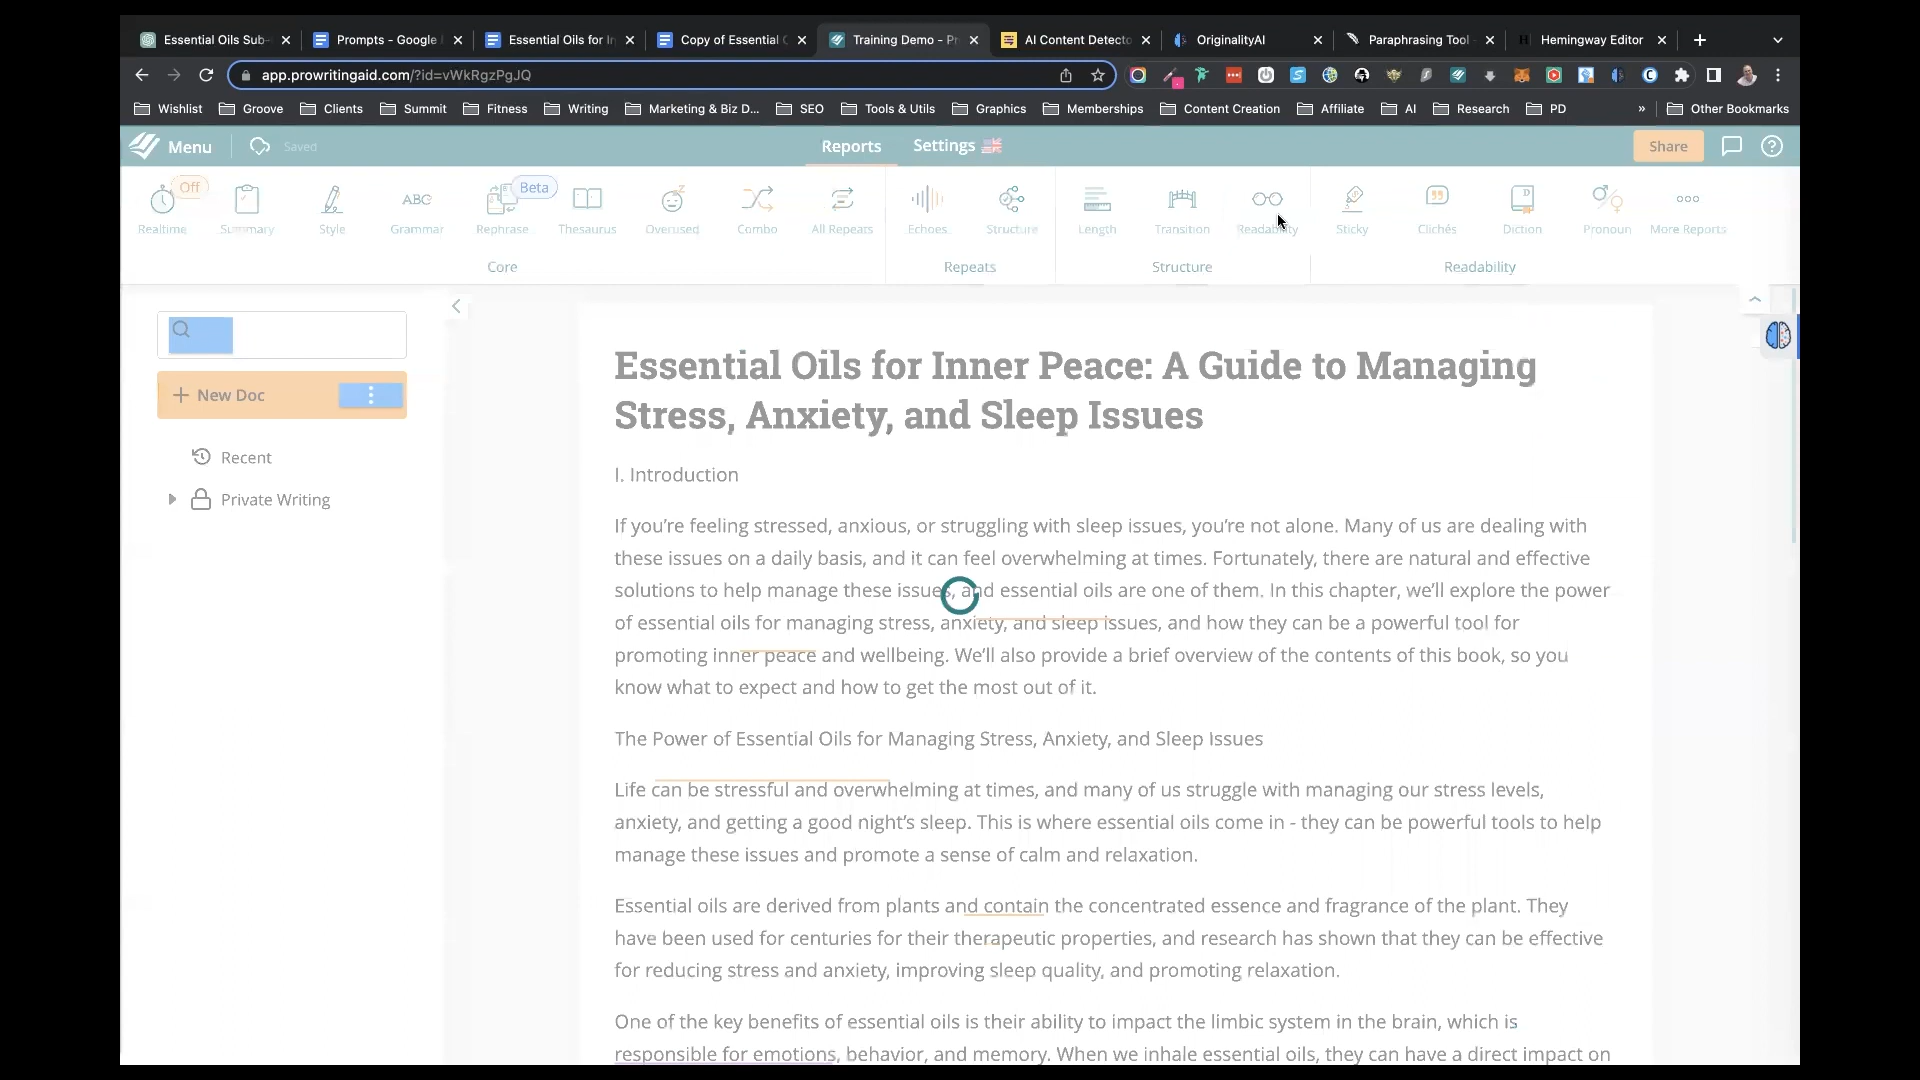 Essential Oils Sub-
Prompts - Google
Essential Oils for In
Copy of Essential
Training Demo - Pr
AI Content Detecto
OriginalityAI
Paraphrasing Tool
Hemingway Editor
app.prowritingaid.com/?id=vWkRgzPgJQ
Wishlist
Groove
Clients
Summit
Fitness
Writing
Marketing & Biz D...
SEO
Tools & Utils
Graphics
Memberships
Content Creation
Affiliate
AI
Research
PD
»
Other Bookmarks
Menu
Saved
Reports
Settings
Share
Off
Realtime
Summary
Style
ABC
Grammar
Beta
Rephrase
Thesaurus
Overused
Combo
All Repeats
Echoes
Structure
Length
Transition
Readability
Sticky
Clichés
Diction
Pronoun
More Reports
Core
Repeats
Structure
Readability
New Doc
Recent
Private Writing
Essential Oils for Inner Peace: A Guide to Managing
Stress, Anxiety, and Sleep Issues
I. Introduction
If you’re feeling stressed, anxious, or struggling with sleep issues, you’re not alone. Many of us are dealing with
these issues on a daily basis, and it can feel overwhelming at times. Fortunately, there are natural and effective
solutions to help manage these issues, and essential oils are one of them. In this chapter, we’ll explore the power
of essential oils for managing stress, anxiety, and sleep issues, and how they can be a powerful tool for
promoting inner peace and wellbeing. We’ll also provide a brief overview of the contents of this book, so you
know what to expect and how to get the most out of it.
The Power of Essential Oils for Managing Stress, Anxiety, and Sleep Issues
Life can be stressful and overwhelming at times, and many of us struggle with managing our stress levels,
anxiety, and getting a good night’s sleep. This is where essential oils come in - they can be powerful tools to help
manage these issues and promote a sense of calm and relaxation.
Essential oils are derived from plants and contain the concentrated essence and fragrance of the plant. They
have been used for centuries for their therapeutic properties, and research has shown that they can be effective
for reducing stress and anxiety, improving sleep quality, and promoting relaxation.
One of the key benefits of essential oils is their ability to impact the limbic system in the brain, which is
responsible for emotions, behavior, and memory. When we inhale essential oils, they can have a direct impact on